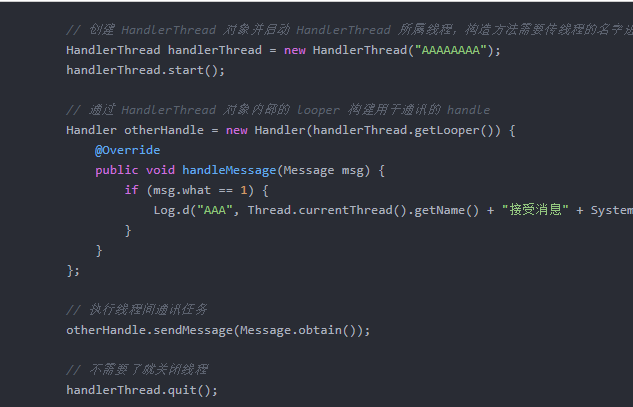 // 创建 HandlerThread 对象并启动 HandlerThread 所属线程，构造方法需要传线程的名字进
HandlerThread handlerThread = new HandlerThread("AAAAAAAA");
handlerThread.start();
// 通过 HandlerThread 对象内部的 looper 构建用于通讯的 handle
Handler otherHandle = new Handler(handlerThread.getLooper()) {
@Override
public void handleMessage(Message msg) {
if (msg.what == 1) {
Log.d("AAA", Thread.currentThread().getName() + "接受消息" + System
}
}
};
// 执行线程间通讯任务
otherHandle.sendMessage(Message.obtain());
// 不需要了就关闭线程
handlerThread.quit();